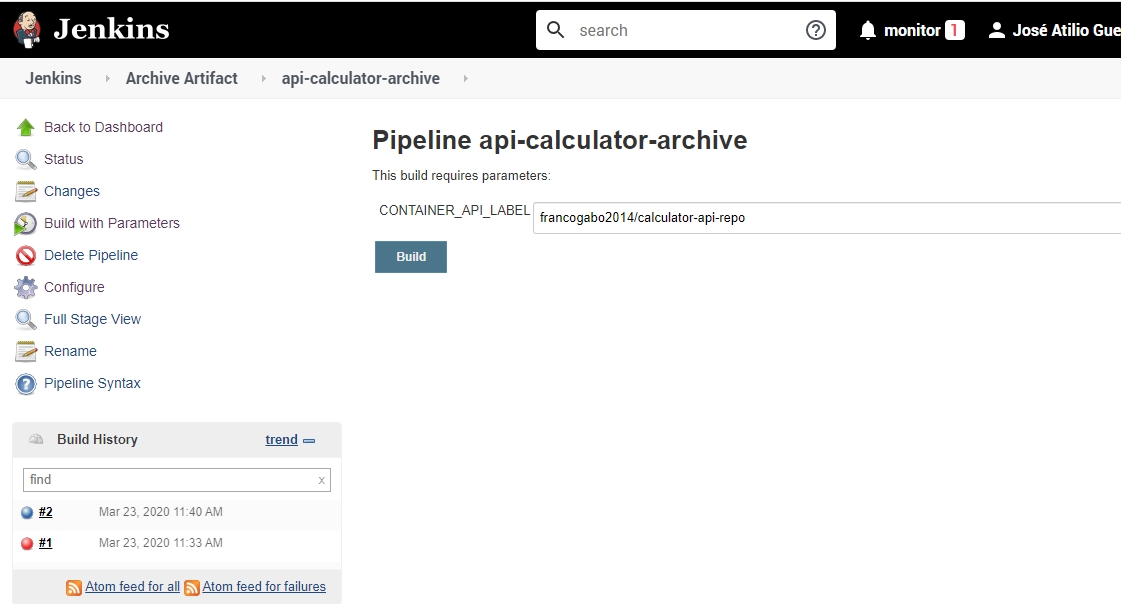 Jenkins
search
monitor 1
José Atilio Gue
Jenkins
Archive Artifact
api-calculator-archive
Back to Dashboard
Status
Changes
Build with Parameters
Delete Pipeline
Configure
Full Stage View
Rename
Pipeline Syntax
Build History
trend
find x
#2 Mar 23, 2020 11:40 AM
#1 Mar 23, 2020 11:33 AM
Atom feed for all Atom feed for failures
Pipeline api-calculator-archive
This build requires parameters:
CONTAINER_API_LABEL francogabo2014/calculator-api-repo
Build